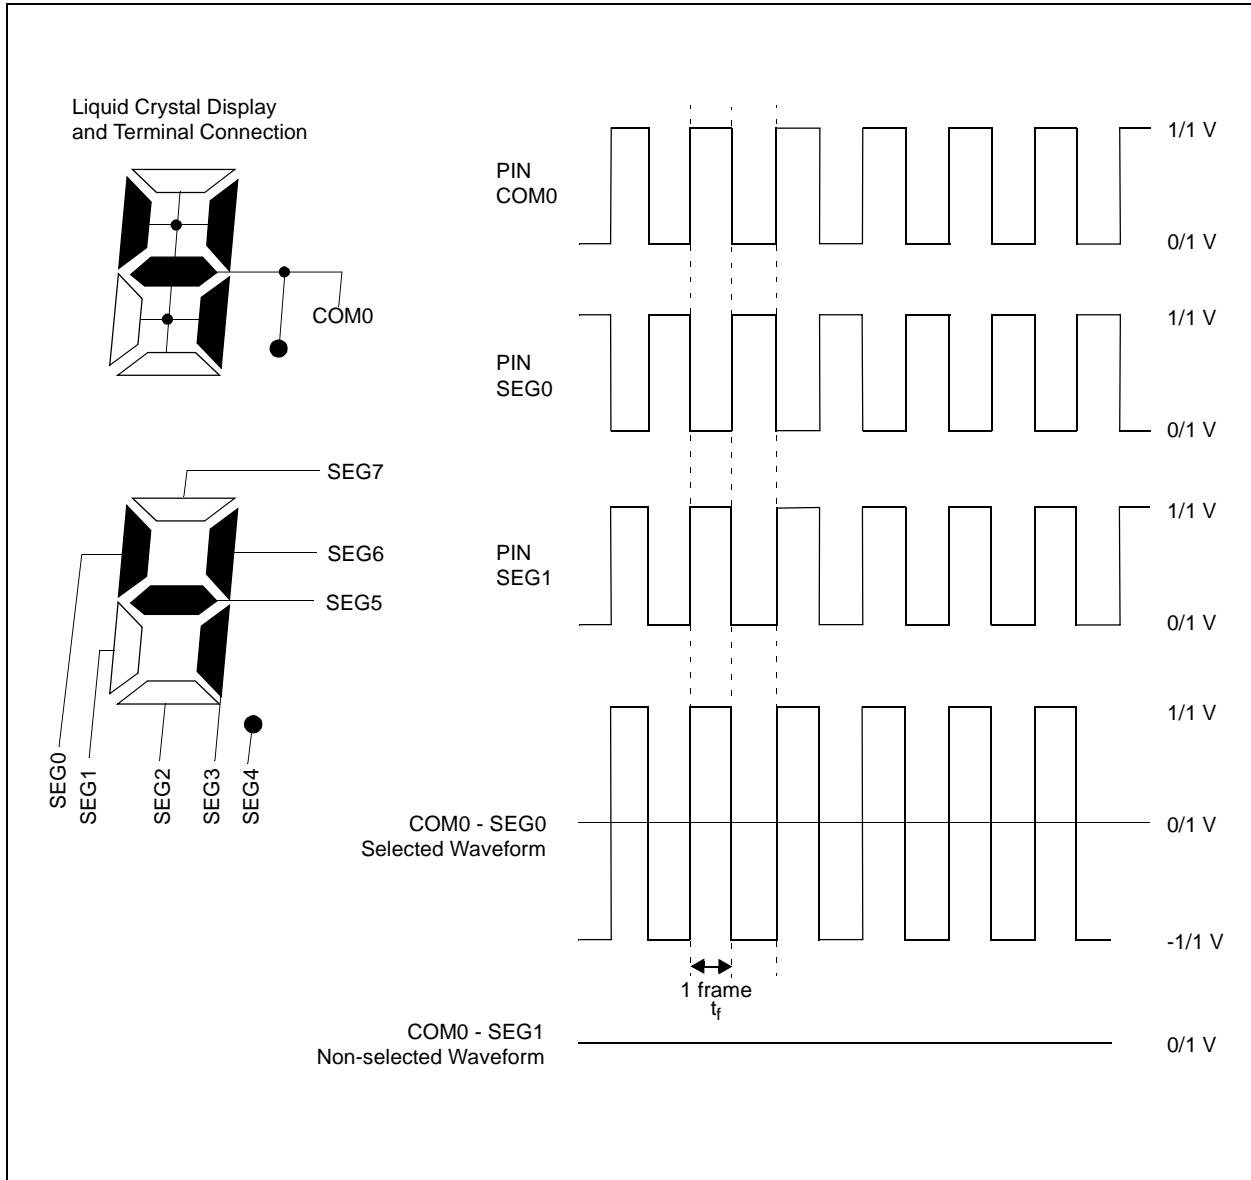 Liquid Crystal Display
and Terminal Connection
COM0
SEG7
SEG6
SEG5
SEG0
SEG1
SEG2
SEG3
SEG4
PIN
COM0
1/1 V
0/1 V
PIN
SEG0
1/1 V
0/1 V
PIN
SEG1
1/1 V
0/1 V
COM0 - SEG0
Selected Waveform
1/1 V
0/1 V
-1/1 V
1 frame
tf
COM0 - SEG1
Non-selected Waveform
0/1 V